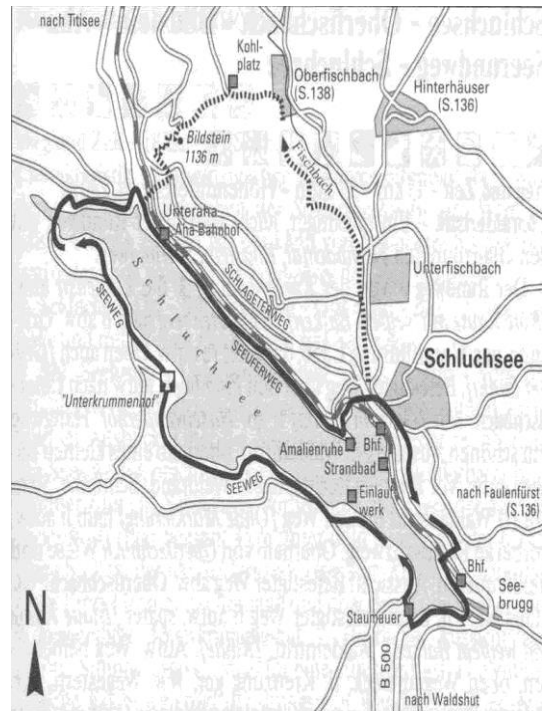 nach Titisee
Kohl-
platz
Oberfischbach
(S.138)
Hinterhäuser
(S.136)
Bildstein
1136 m
Fischbach
Unteraha
Aha-Bahnhof
Unterfischbach
SCHLAGETERWEG
Schluchsee
SEEWEG
SEEUFERWEG
Schluchsee
"Unterkrummenhof"
Amalienruhe
Bhf.
Strandbad
SEEWEG
Einlauf
werk
nach Faulenfürst
(S.136)
Bhf.
See-
brugg
N
Staumauer
B 500
nach Waldshut